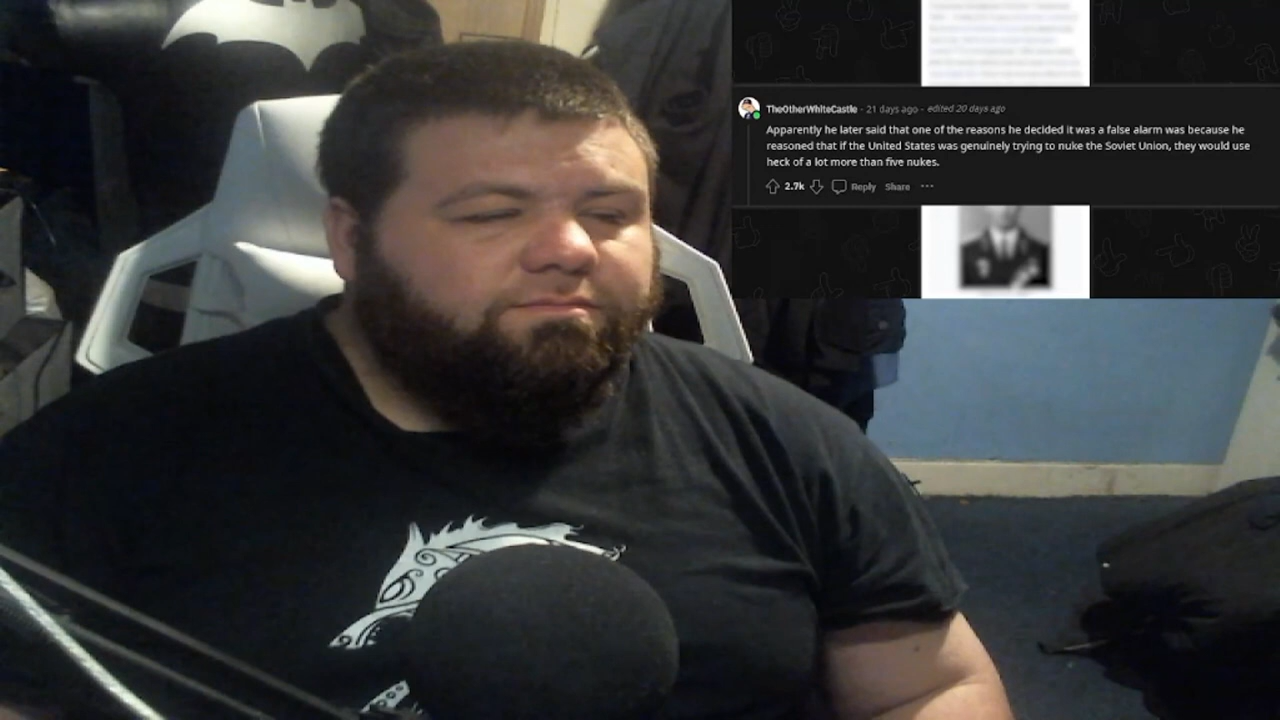 TheOtherWhiteCastle · 21 days ago · edited 20 days ago
Apparently he later said that one of the reasons he decided it was a false alarm was because he
reasoned that if the United States was genuinely trying to nuke the Soviet Union, they would use
heck of a lot more than five nukes.
2.7k Reply Share ...